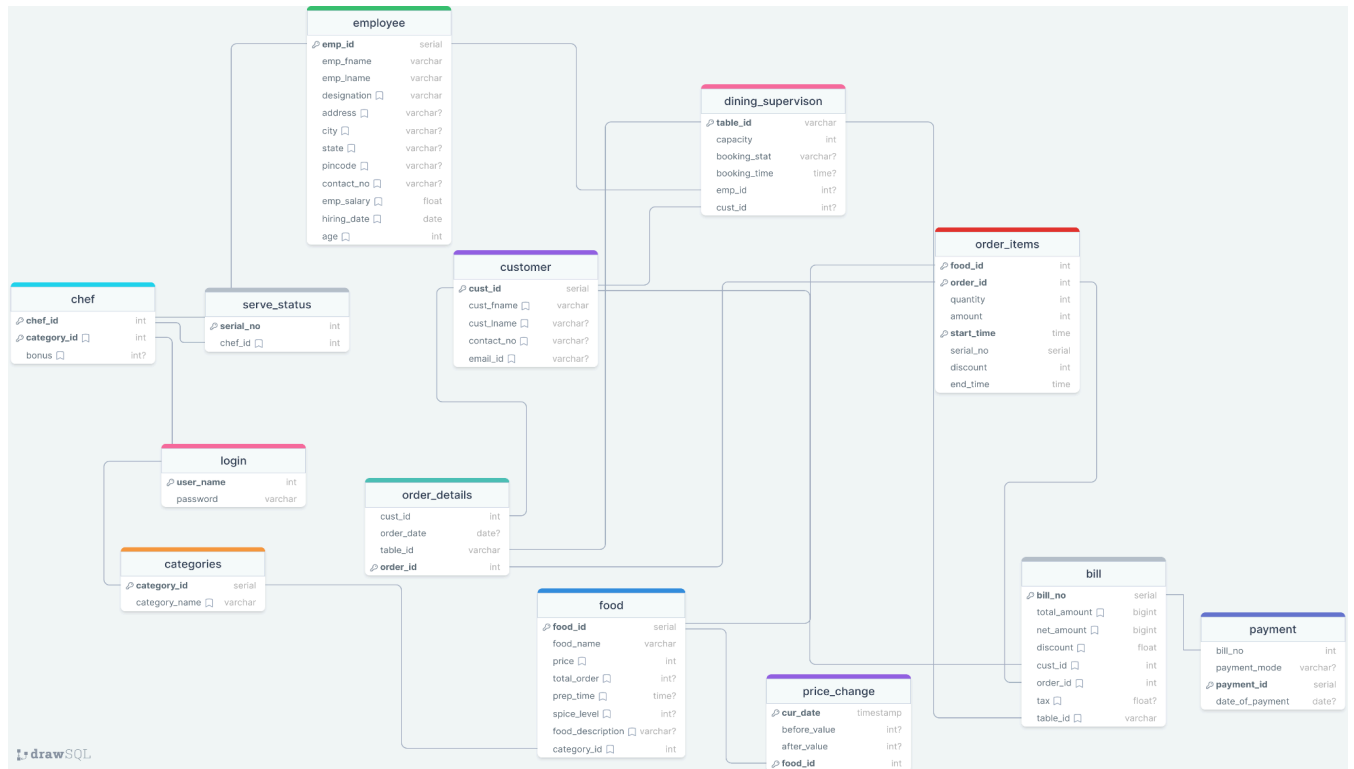 employee
emp_id serial
emp_fname varchar
emp_lname varchar
designation varchar
address varchar?
city varchar?
state varchar?
pincode varchar?
contact_no varchar?
emp_salary float
hiring_date date
age int
dining_supervison
table_id varchar
capacity int
booking_stat varchar?
booking_time time?
emp_id int?
cust_id int?
order_items
food_id int
order_id int
quantity int
amount int
start_time time
serial_no serial
discount int
end_time time
customer
cust_id serial
cust_fname varchar
cust_lname varchar?
contact_no varchar?
email_id varchar?
chef
chef_id int
category_id int
bonus int?
serve_status
serial_no int
chef_id int
login
user_name int
password varchar
order_details
cust_id int
order_date date?
table_id varchar
order_id int
categories
category_id serial
category_name varchar
food
food_id serial
food_name varchar
price int
total_order int?
prep_time time?
spice_level int?
food_description varchar?
category_id int
bill
bill_no serial
total_amount bigint
net_amount bigint
discount float
cust_id int
order_id int
tax float?
table_id varchar
payment
bill_no int
payment_mode varchar?
payment_id serial
date_of_payment date?
price_change
cur_date timestamp
before_value int?
after_value int?
food_id int
drawSQL